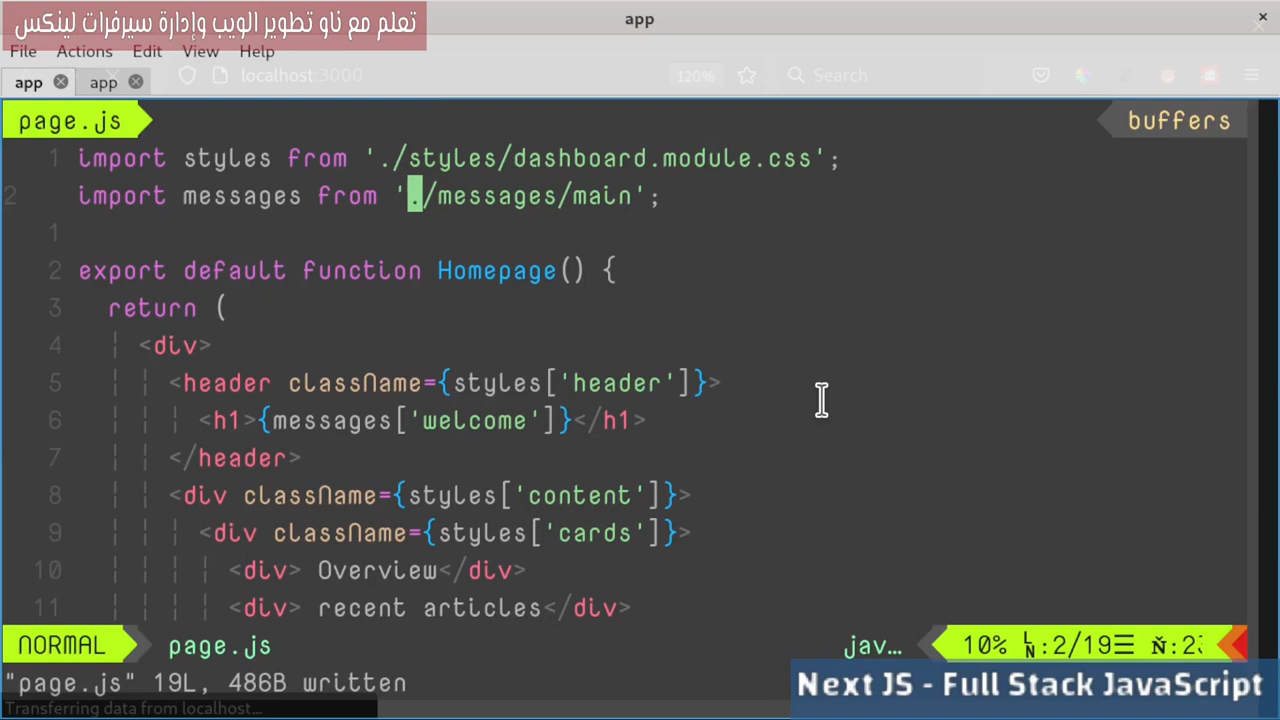 تعلم مع ناو تطوير الويب وإدارة سيرفرات لينكس
app
×
File Actions Edit View Help
localhost:3000 120% Search
app app
page.js buffers
1 import styles from './styles/dashboard.module.css';
2 import messages from './messages/main';
1
2 export default function Homepage() {
3 return (
4 <div>
5 <header className={styles['header']}>
6 <h1>{messages['welcome']}</h1>
7 </header>
8 <div className={styles['content']}>
9 <div className={styles['cards']}>
10 <div> Overview</div>
11 <div> recent articles</div>
NORMAL page.js jav… 10% ㏑:2/19☰ ℅:23
"page.js" 19L, 486B written
Next JS - Full Stack JavaScript
Transferring data from localhost...